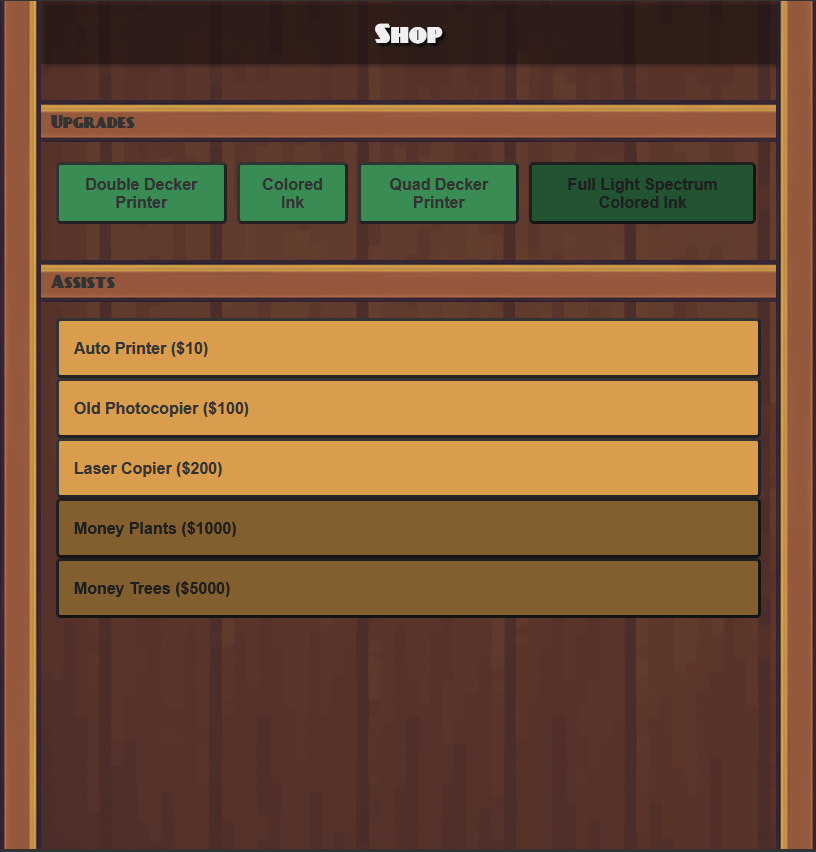 Shop
Upgrades
Double Decker
Printer
Colored
Ink
Quad Decker
Printer
Full Light Spectrum
Colored Ink
Assists
Auto Printer ($10)
Old Photocopier ($100)
Laser Copier ($200)
Money Plants ($1000)
Money Trees ($5000)